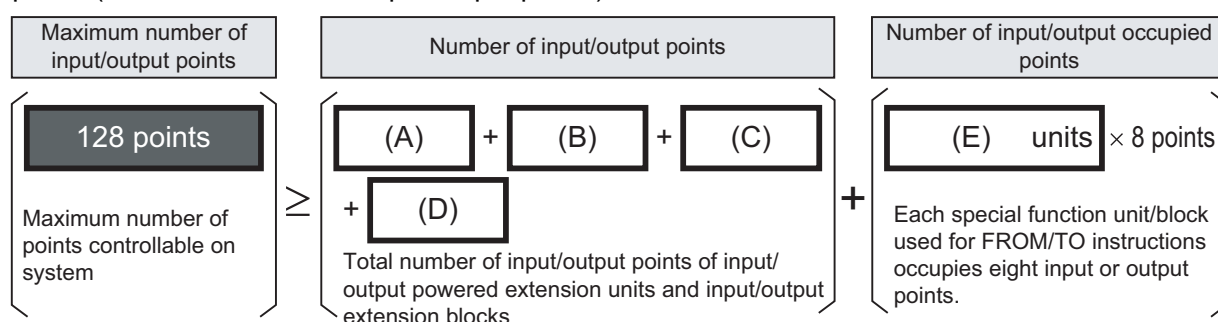 Maximum number of
input/output points
Number of input/output points
Number of input/output occupied
points
128 points
≥
(A) + (B) + (C)
+ (D)
+
(E) units × 8 points
Maximum number of
points controllable on
system
Total number of input/output points of input/
output powered extension units and input/output
extension blocks
Each special function unit/block
used for FROM/TO instructions
occupies eight input or output
points.